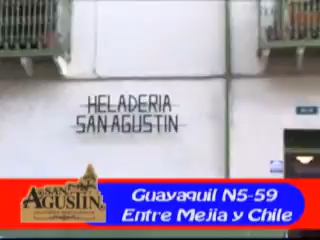 HELADERIA
SAN AGUSTIN
SAN
AGUSTIN
Guayaquil N5-59
Entre Mejia y Chile